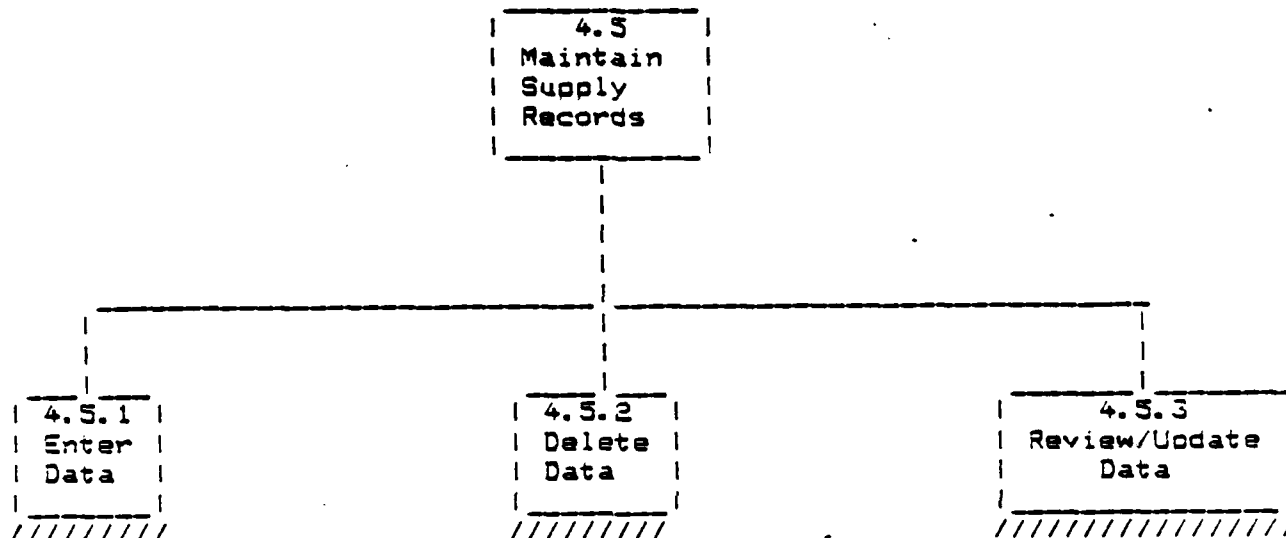 4.5
Maintain
Supply
Records
4.5.1
Enter
Data
4.5.2
Delete
Data
4.5.3
Review/Update
Data